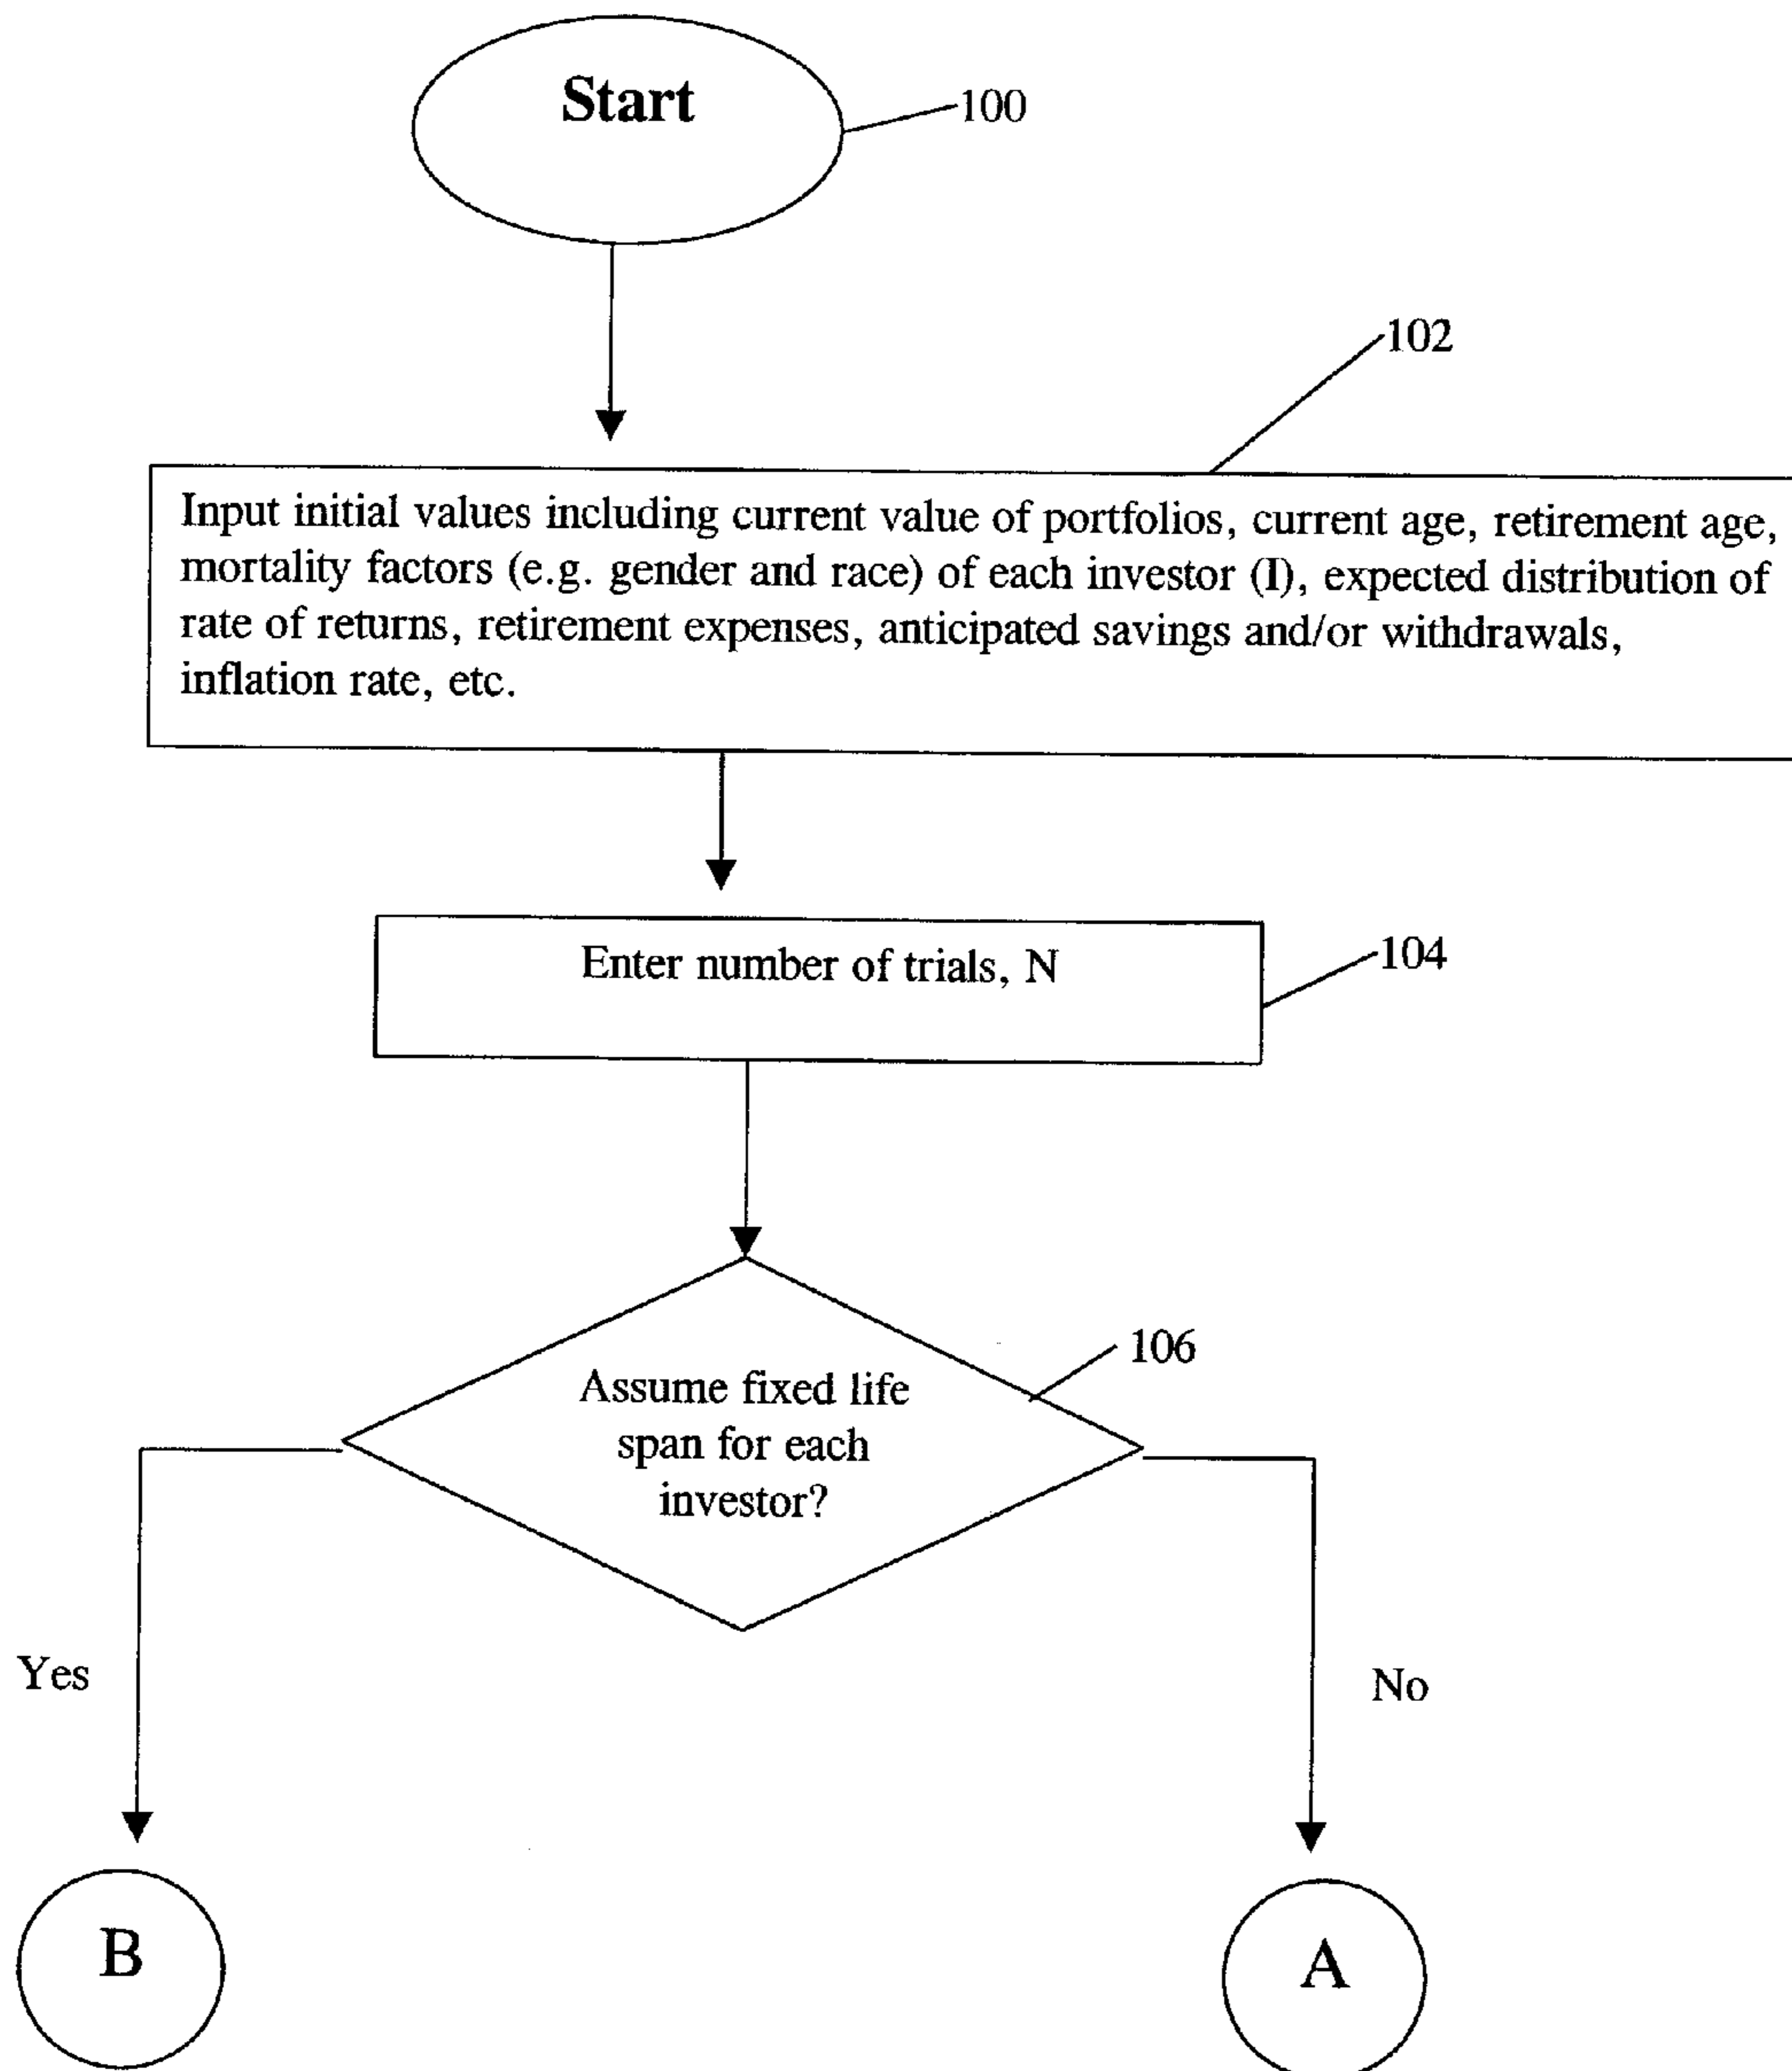 Start
100
102
Input initial values including current value of portfolios, current age, retirement age,
mortality factors (e.g. gender and race) of each investor (I), expected distribution of
rate of returns, retirement expenses, anticipated savings and/or withdrawals,
inflation rate, etc.
Enter number of trials, N
104
106
Assume fixed life
span for each
investor?
Yes
No
B
A